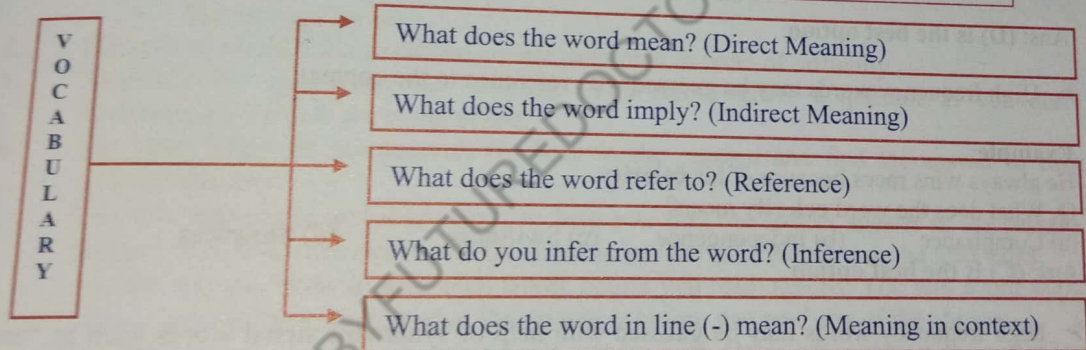 VOCABULARY
What does the word mean? (Direct Meaning)
What does the word imply? (Indirect Meaning)
What does the word refer to? (Reference)
What do you infer from the word? (Inference)
What does the word in line (-) mean? (Meaning in context)
BYFUTUREDOCTO